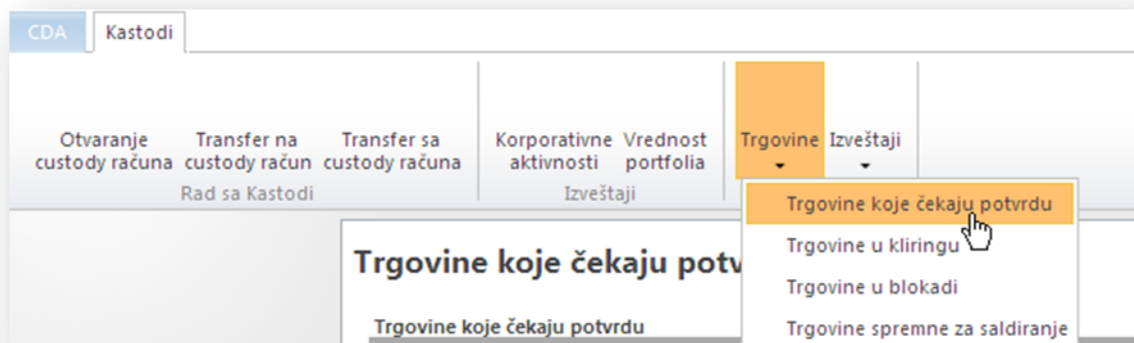 CDA Kastodi
Otvaranje custody računa
Transfer na custody račun
Transfer sa custody računa
Rad sa Kastodi
Korporativne aktivnosti
Vrednost portfolia
Izveštaji
Trgovine
Izveštaji
Trgovine koje čekaju potvrdu
Trgovine u kliringu
Trgovine u blokadi
Trgovine spremne za saldiranje
Trgovine koje čekaju potv
Trgovine koje čekaju potvrdu